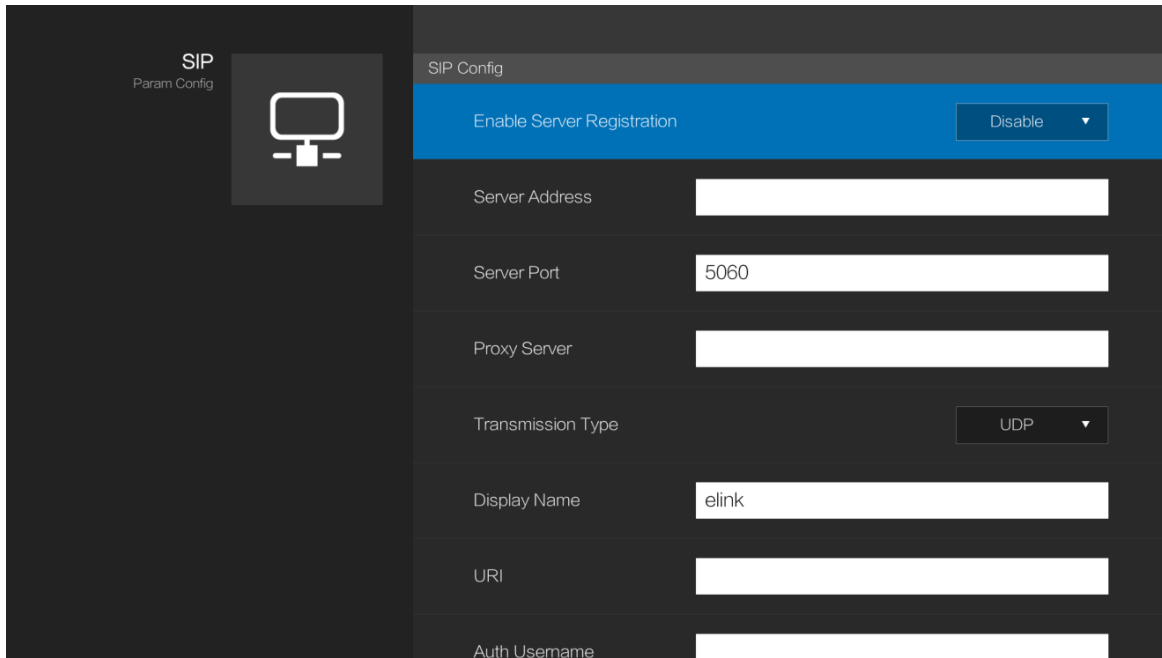 SIP
Param Config
SIP Config
Enable Server Registration Disable
Server Address
Server Port 5060
Proxy Server
Transmission Type UDP
Display Name elink
URI
Auth Username